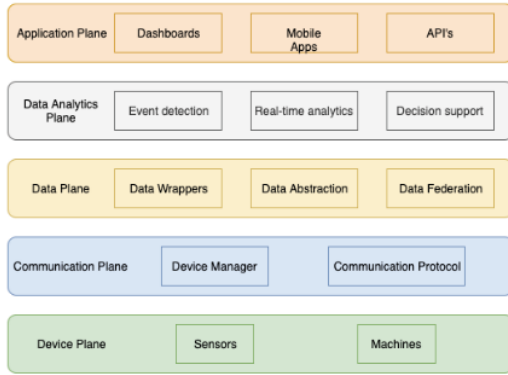 Application Plane
Dashboards
Mobile
Apps
API's
Data Analytics
Plane
Event detection
Real-time analytics
Decision support
Data Plane
Data Wrappers
Data Abstraction
Data Federation
Communication Plane
Device Manager
Communication Protocol
Device Plane
Sensors
Machines